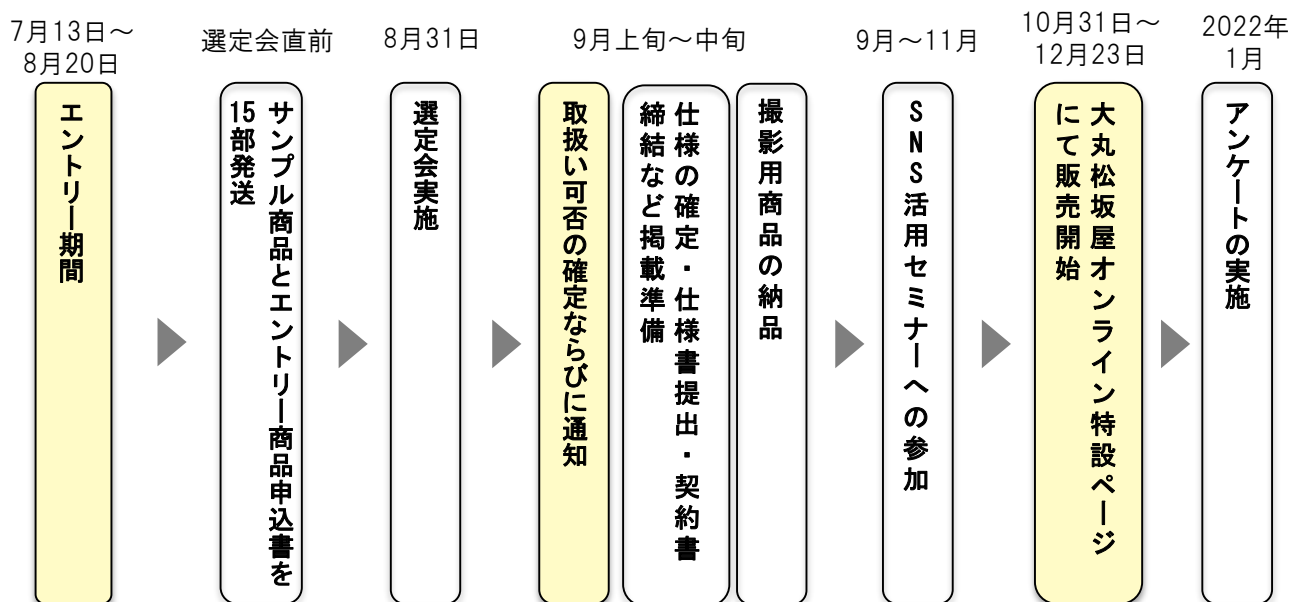 7月13日～
8月20日
エントリー期間
選定会直前
サンプル商品とエントリー商品申込書を
15部発送
8月31日
選定会実施
9月上旬～中旬
取扱い可否の確定ならびに通知
仕様の確定・仕様書提出・契約書
締結など掲載準備
撮影用商品の納品
9月～11月
SNS活用セミナーへの参加
10月31日～
12月23日
大丸松坂屋オンライン特設ページ
にて販売開始
2022年
1月
アンケートの実施